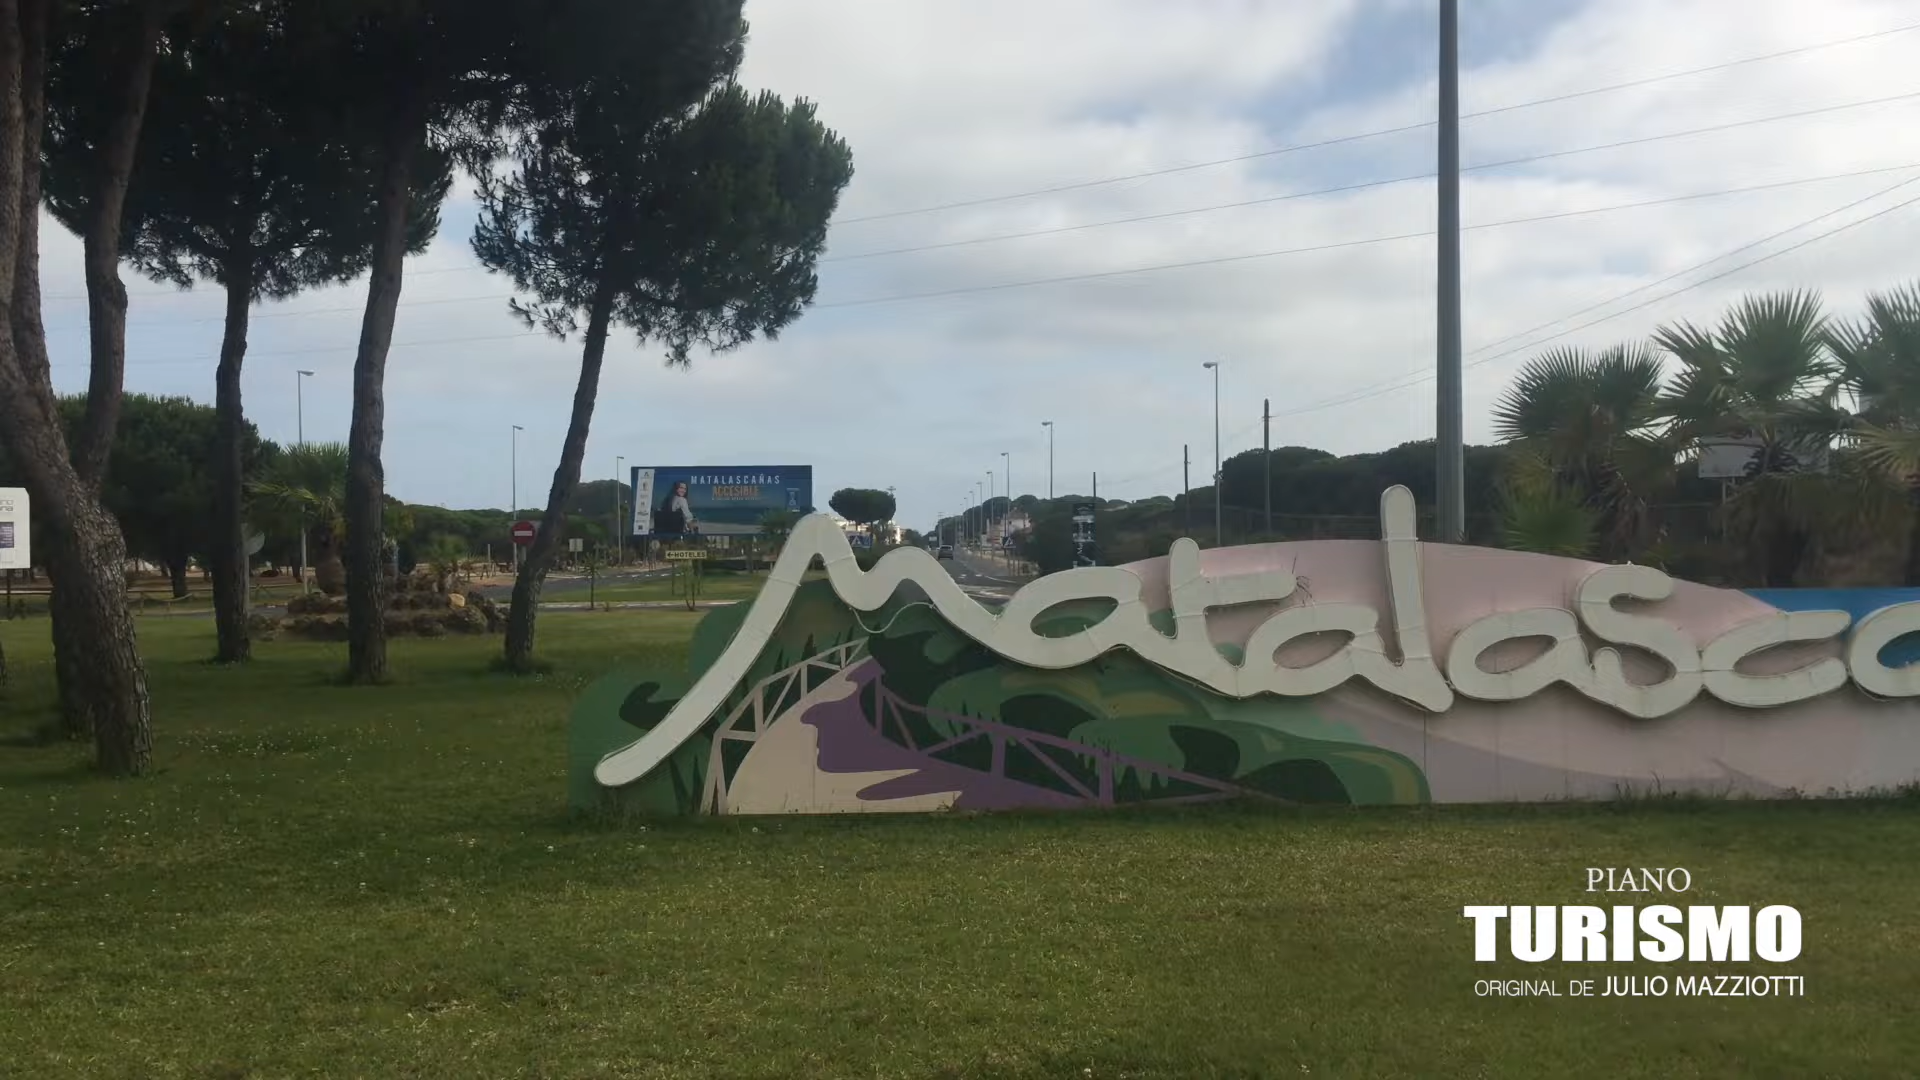 MATALASCAÑAS
ACCESIBLE
HOTELES
Matalasca
PIANO
TURISMO
ORIGINAL DE JULIO MAZZIOTTI